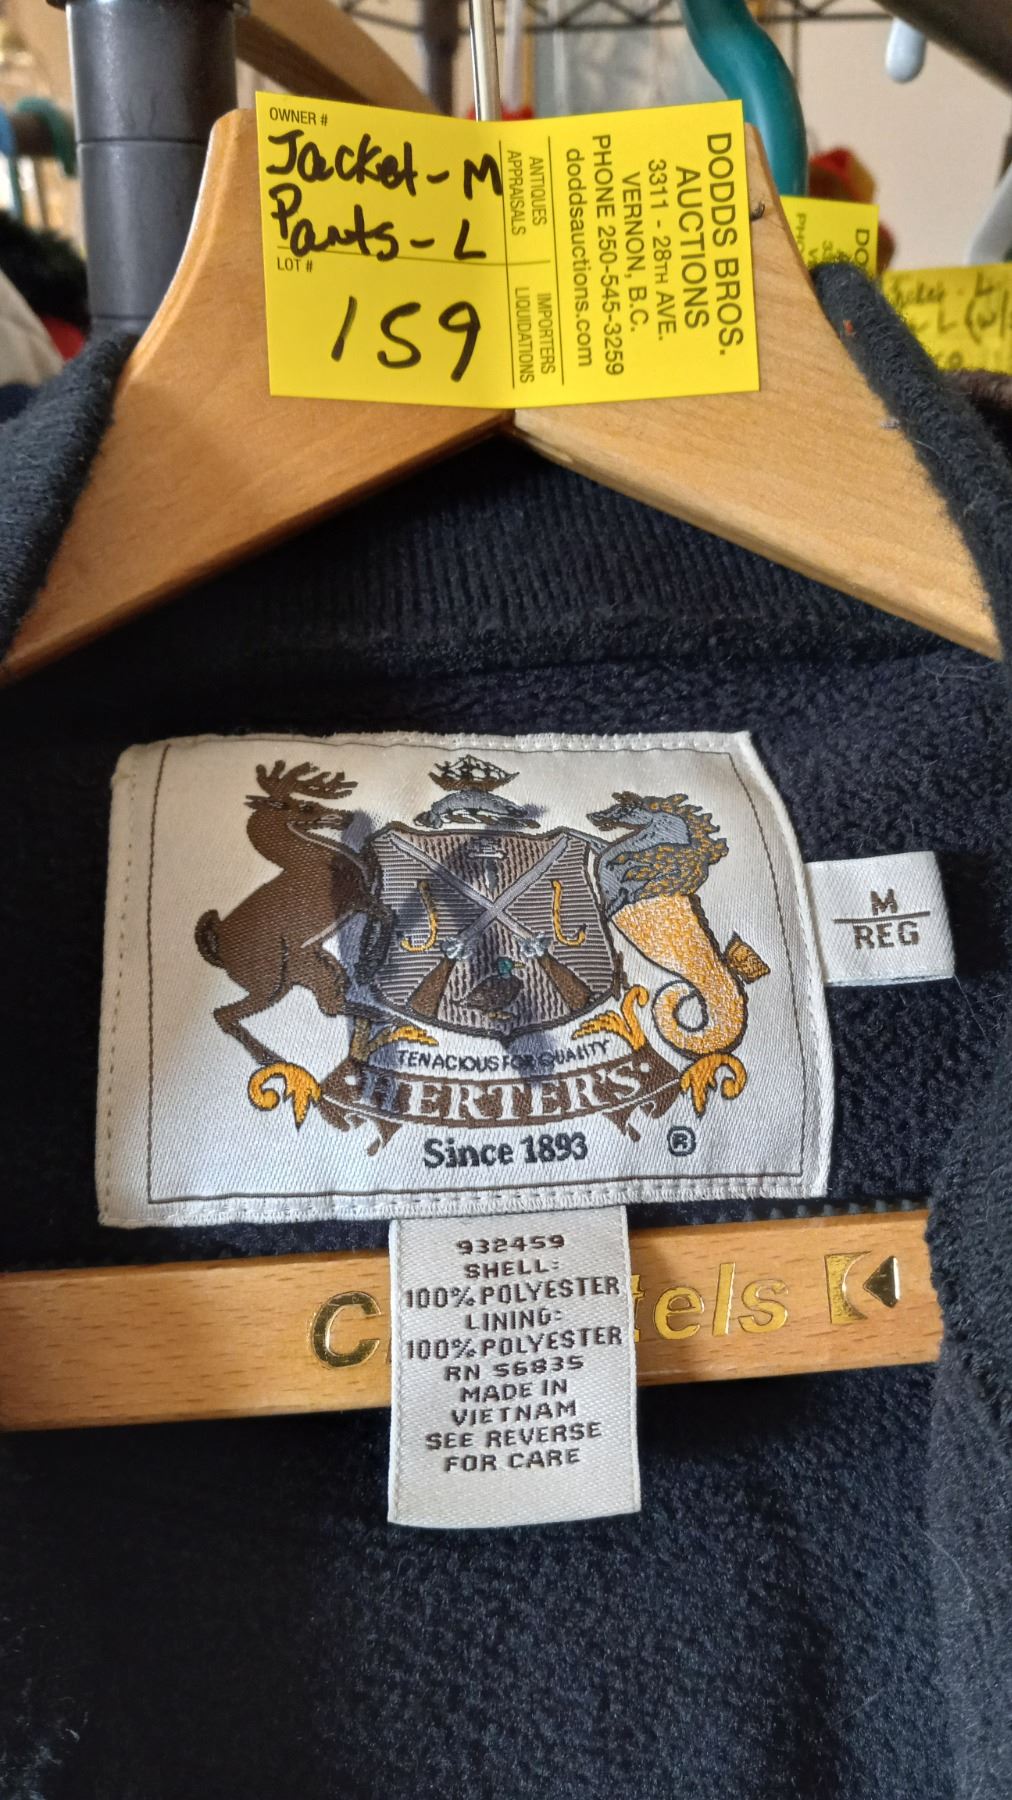 OWNER #
Jacket - M
Pants - L
LOT #
159
ANTIQUES
APPRAISALS
IMPORTERS
LIQUIDATIONS
DODDS BROS.
AUCTIONS
3311 - 28TH AVE.
VERNON, B.C.
PHONE 250-545-3259
doddsauctions.com
TENACIOUS FOR QUALITY
HERTER'S
Since 1893 ®
M
REG
932459
SHELL:
100% POLYESTER
LINING:
100% POLYESTER
RN 56835
MADE IN
VIETNAM
SEE REVERSE
FOR CARE